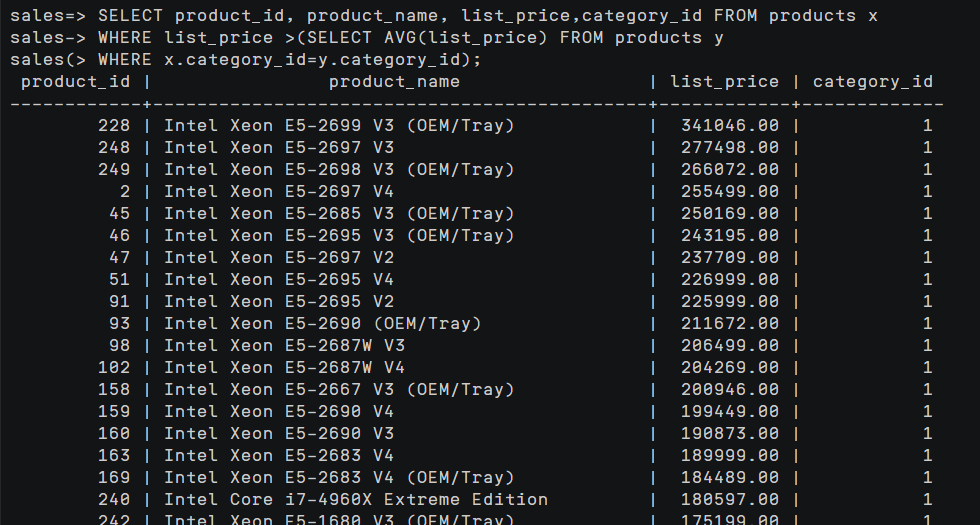 sales=> SELECT product_id, product_name, list_price,category_id FROM products x
sales-> WHERE list_price >(SELECT AVG(list_price) FROM products y
sales(> WHERE x.category_id=y.category_id);
 product_id |                product_name                 | list_price | category_id
------------+---------------------------------------------+------------+-------------
        228 | Intel Xeon E5-2699 V3 (OEM/Tray)            |  341046.00 |           1
        248 | Intel Xeon E5-2697 V3                       |  277498.00 |           1
        249 | Intel Xeon E5-2698 V3 (OEM/Tray)            |  266072.00 |           1
          2 | Intel Xeon E5-2697 V4                       |  255499.00 |           1
         45 | Intel Xeon E5-2685 V3 (OEM/Tray)            |  250169.00 |           1
         46 | Intel Xeon E5-2695 V3 (OEM/Tray)            |  243195.00 |           1
         47 | Intel Xeon E5-2697 V2                       |  237709.00 |           1
         51 | Intel Xeon E5-2695 V4                       |  226999.00 |           1
         91 | Intel Xeon E5-2695 V2                       |  225999.00 |           1
         93 | Intel Xeon E5-2690 (OEM/Tray)               |  211672.00 |           1
         98 | Intel Xeon E5-2687W V3                      |  206499.00 |           1
        102 | Intel Xeon E5-2687W V4                      |  204269.00 |           1
        158 | Intel Xeon E5-2667 V3 (OEM/Tray)            |  200946.00 |           1
        159 | Intel Xeon E5-2690 V4                       |  199449.00 |           1
        160 | Intel Xeon E5-2690 V3                       |  190873.00 |           1
        163 | Intel Xeon E5-2683 V4                       |  189999.00 |           1
        169 | Intel Xeon E5-2683 V4 (OEM/Tray)            |  184489.00 |           1
        240 | Intel Core i7-4960X Extreme Edition         |  180597.00 |           1
        242 | Intel Xeon E5-1680 V3 (OEM/Tray)            |  175199.00 |           1